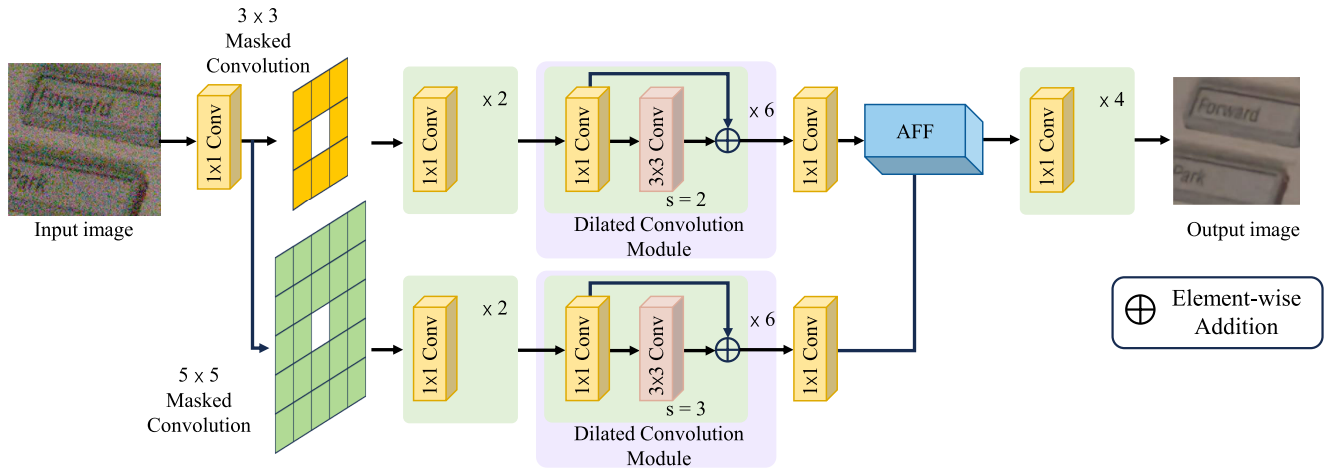 3 x 3
Masked
Convolution
Forward
Park
Input image
1x1 Conv
1x1 Conv
x 2
1x1 Conv
3x3 Conv
s = 2
x 6
Dilated Convolution
Module
1x1 Conv
AFF
1x1 Conv
x 4
Forward
Park
Output image
5 x 5
Masked
Convolution
1x1 Conv
x 2
1x1 Conv
3x3 Conv
s = 3
x 6
Dilated Convolution
Module
1x1 Conv
Element-wise
Addition